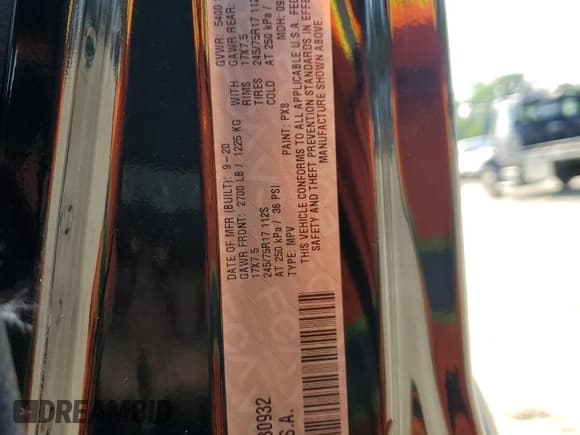 GVWR: 5400
DATE OF MFR (BUILT): 9-20
GAWR FRONT: 2700 LB / 1225 KG WITH GAWR REAR:
17X7.5 RIMS 17X7.5
245/75R17 112S TIRES 245/75R17 112
AT 250 kPa / 36 PSI COLD AT 250 kPa /
TYPE: MPV PAINT: PX8 MDH: 09
THIS VEHICLE CONFORMS TO ALL APPLICABLE U.S.A. FED
SAFETY AND THEFT PREVENTION STANDARDS IN EFFE
MANUFACTURE SHOWN ABOVE.
30932
S.A.
DREAMBID